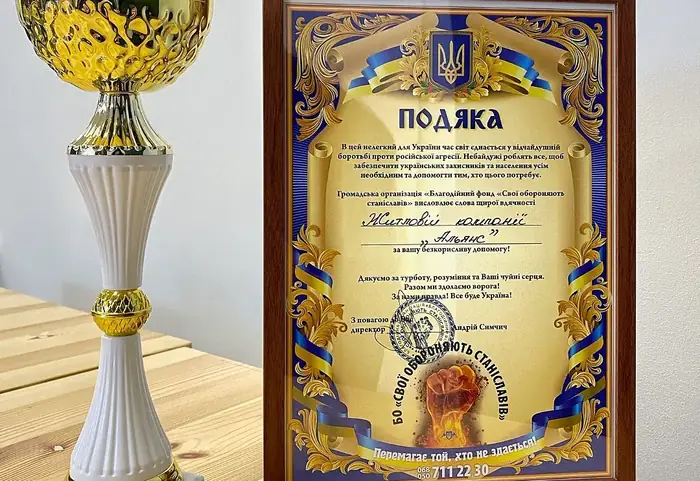 ПОДЯКА
В цей нелегкий для України час світ єднається у відчайдушній
боротьбі проти російської агресії. Небайдужі роблять все, щоб
забезпечити українських захисників та населення усім
необхідним та допомогти тим, хто цього потребує.
Громадська організація «Благодійний фонд «Свої обороняють
станіславів» висловлює слова щирої вдячності
Житловій компанії
„Альянс”
за вашу безкорисливу допомогу!
Дякуємо за турботу, розуміння та Ваші чуйні серця.
Разом ми здолаємо ворога!
За нами правда! Все буде Україна!
З повагою до Вас
директор Андрій Симчич
БО «СВОЇ ОБОРОНЯЮТЬ СТАНІСЛАВІВ»
Перемагає той, хто не здається!
068
050 711 22 30